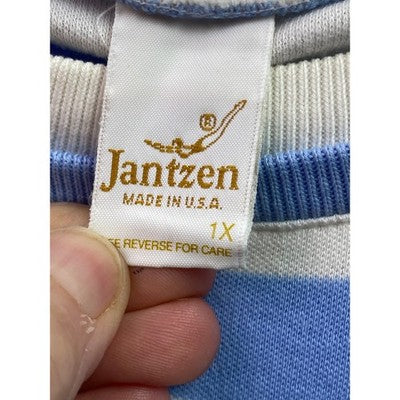 ®
Jantzen
MADE IN U.S.A.
1X
REVERSE FOR CARE